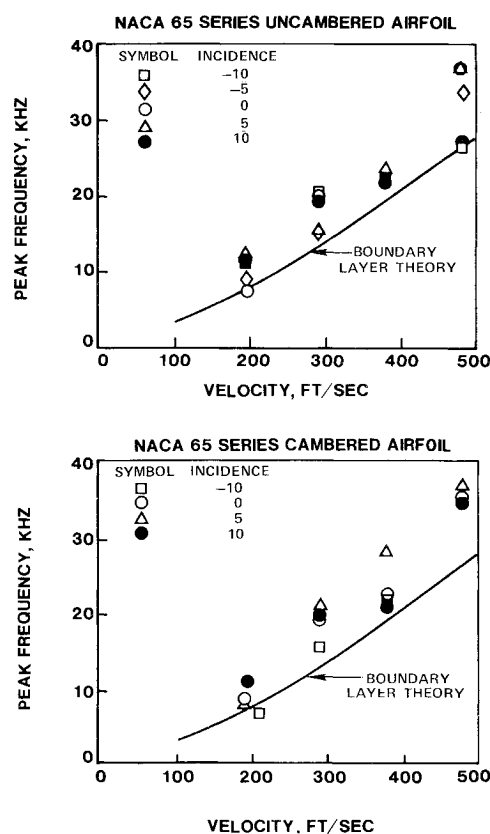 NACA 65 SERIES UNCAMBERED AIRFOIL
40
SYMBOL INCIDENCE
-10
-5
0
5
10
30
20
10
0
PEAK FREQUENCY, KHZ
BOUNDARY
LAYER THEORY
100 200 300 400 500
VELOCITY, FT/SEC
NACA 65 SERIES CAMBERED AIRFOIL
40
SYMBOL INCIDENCE
-10
0
5
10
30
20
10
0
PEAK FREQUENCY, KHZ
BOUNDARY
LAYER THEORY
0 100 200 300 400 500
VELOCITY, FT/SEC